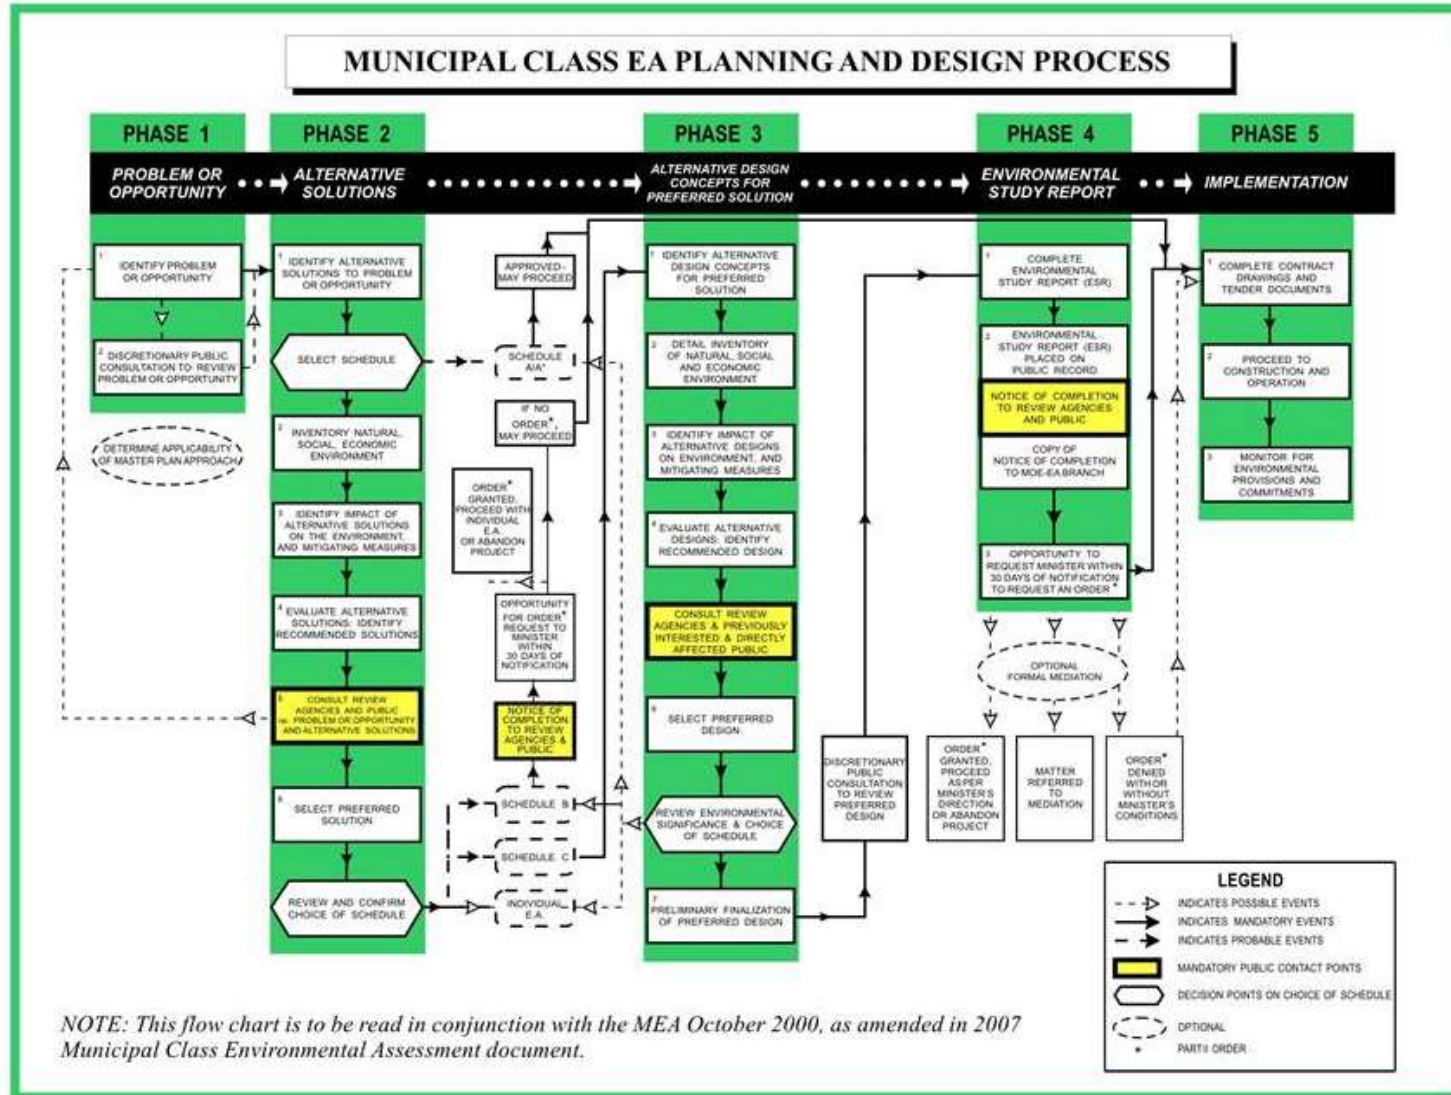 MUNICIPAL CLASS EA PLANNING AND DESIGN PROCESS
PHASE 1
PHASE 2
PHASE 3
PHASE 4
PHASE 5
PROBLEM OR
OPPORTUNITY
ALTERNATIVE
SOLUTIONS
ALTERNATIVE DESIGN
CONCEPTS FOR
PREFERRED SOLUTION
ENVIRONMENTAL
STUDY REPORT
IMPLEMENTATION
1
IDENTIFY PROBLEM
OR OPPORTUNITY
2
DISCRETIONARY PUBLIC
CONSULTATION TO REVIEW
PROBLEM OR OPPORTUNITY
DETERMINE APPLICABILITY
OF MASTER PLAN APPROACH
1
IDENTIFY ALTERNATIVE
SOLUTIONS TO PROBLEM
OR OPPORTUNITY
SELECT SCHEDULE
2
INVENTORY NATURAL,
SOCIAL, ECONOMIC
ENVIRONMENT
3
IDENTIFY IMPACT OF
ALTERNATIVE SOLUTIONS
ON THE ENVIRONMENT,
AND MITIGATING MEASURES
4
EVALUATE ALTERNATIVE
SOLUTIONS: IDENTIFY
RECOMMENDED SOLUTIONS
5
CONSULT REVIEW
AGENCIES AND PUBLIC
re: PROBLEM OR OPPORTUNITY
AND ALTERNATIVE SOLUTIONS
6
SELECT PREFERRED
SOLUTION
REVIEW AND CONFIRM
CHOICE OF SCHEDULE
APPROVED-
MAY PROCEED
SCHEDULE
A/A+
IF NO
ORDER*,
MAY PROCEED
ORDER*
GRANTED,
PROCEED WITH
INDIVIDUAL
E.A.
OR ABANDON
PROJECT
OPPORTUNITY
FOR ORDER*
REQUEST TO
MINISTER
WITHIN
30 DAYS OF
NOTIFICATION
NOTICE OF
COMPLETION
TO REVIEW
AGENCIES &
PUBLIC
SCHEDULE B
SCHEDULE C
INDIVIDUAL
E.A.
1
IDENTIFY ALTERNATIVE
DESIGN CONCEPTS
FOR PREFERRED
SOLUTION
2
DETAIL INVENTORY
OF NATURAL, SOCIAL
AND ECONOMIC
ENVIRONMENT
3
IDENTIFY IMPACT OF
ALTERNATIVE DESIGNS
ON ENVIRONMENT, AND
MITIGATING MEASURES
4
EVALUATE ALTERNATIVE
DESIGNS: IDENTIFY
RECOMMENDED DESIGN
CONSULT REVIEW
AGENCIES & PREVIOUSLY
INTERESTED & DIRECTLY
AFFECTED PUBLIC
6
SELECT PREFERRED
DESIGN
REVIEW ENVIRONMENTAL
SIGNIFICANCE & CHOICE
OF SCHEDULE
7
PRELIMINARY FINALIZATION
OF PREFERRED DESIGN
DISCRETIONARY
PUBLIC
CONSULTATION
TO REVIEW
PREFERRED
DESIGN
1
COMPLETE
ENVIRONMENTAL
STUDY REPORT (ESR)
2
ENVIRONMENTAL
STUDY REPORT (ESR)
PLACED ON
PUBLIC RECORD
NOTICE OF COMPLETION
TO REVIEW AGENCIES
AND PUBLIC
COPY OF
NOTICE OF COMPLETION
TO MOE-EA BRANCH
3
OPPORTUNITY TO
REQUEST MINISTER WITHIN
30 DAYS OF NOTIFICATION
TO REQUEST AN ORDER*
OPTIONAL
FORMAL MEDIATION
ORDER*
GRANTED,
PROCEED
AS PER
MINISTER'S
DIRECTION
OR ABANDON
PROJECT
MATTER
REFERRED
TO
MEDIATION
ORDER*
DENIED
WITH OR
WITHOUT
MINISTER'S
CONDITIONS
1
COMPLETE CONTRACT
DRAWINGS AND
TENDER DOCUMENTS
2
PROCEED TO
CONSTRUCTION AND
OPERATION
3
MONITOR FOR
ENVIRONMENTAL
PROVISIONS AND
COMMITMENTS
LEGEND
INDICATES POSSIBLE EVENTS
INDICATES MANDATORY EVENTS
INDICATES PROBABLE EVENTS
MANDATORY PUBLIC CONTACT POINTS
DECISION POINTS ON CHOICE OF SCHEDULE
OPTIONAL
* PART II ORDER
NOTE: This flow chart is to be read in conjunction with the MEA October 2000, as amended in 2007
Municipal Class Environmental Assessment document.